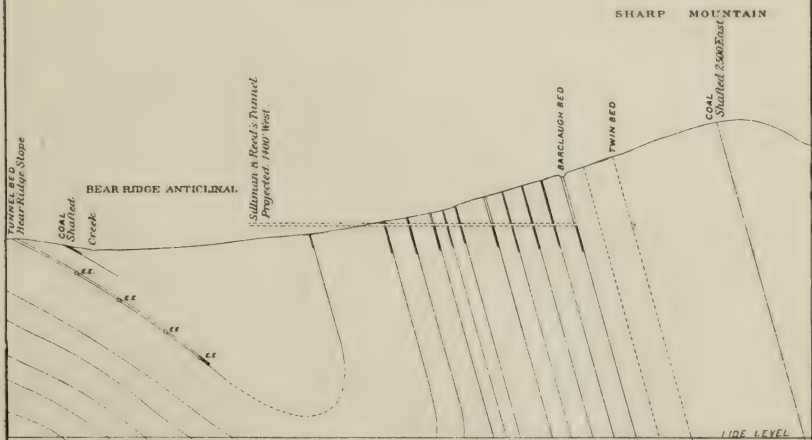 SHARP MOUNTAIN
TUNNEL BED
Bear Ridge Slope
COAL
Shafted
Creek
BEAR RIDGE ANTICLINAL
Sillaman & Reed's Tunnel
Projected 1400' West.
BARCLAUGH BED
TWIN BED
COAL
Shafted 2500 East
E.E.
E.E.
E.E.
E.E.
TIDE LEVEL